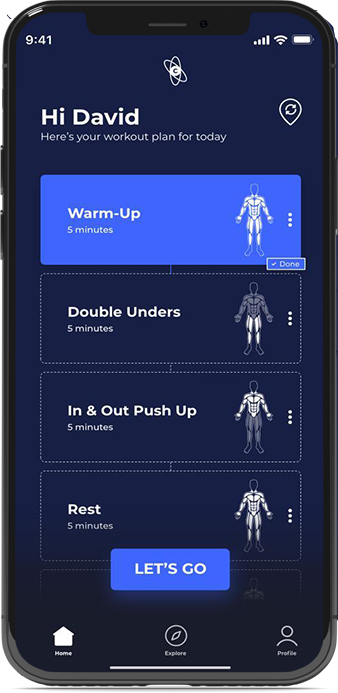 9:41
Hi David
Here's your workout plan for today
Warm-Up
5 minutes
✓ Done
Double Unders
5 minutes
In & Out Push Up
5 minutes
Rest
5 minutes
LET'S GO
Home
Explore
Profile